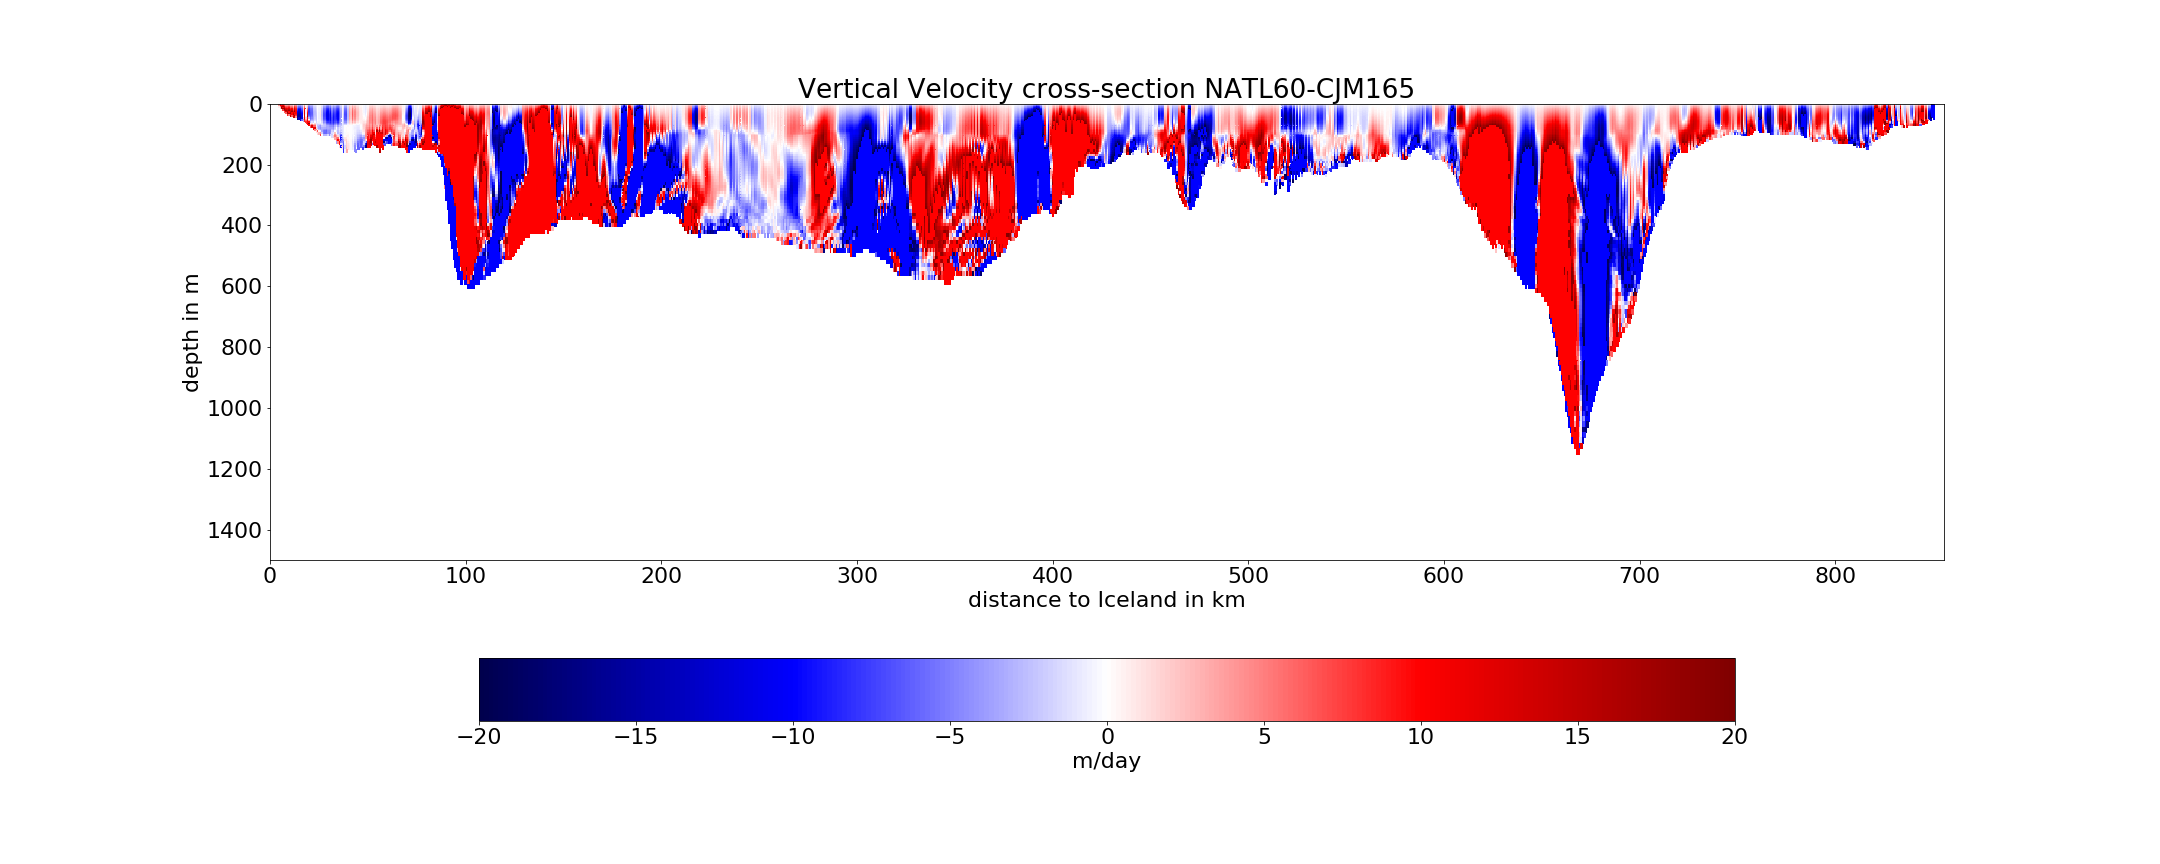 Vertical Velocity cross-section NATL60-CJM165
0
200
400
600
800
1000
1200
1400
depth in m
0 100 200 300 400 500 600 700 800
distance to Iceland in km
−20 −15 −10 −5 0 5 10 15 20
m/day